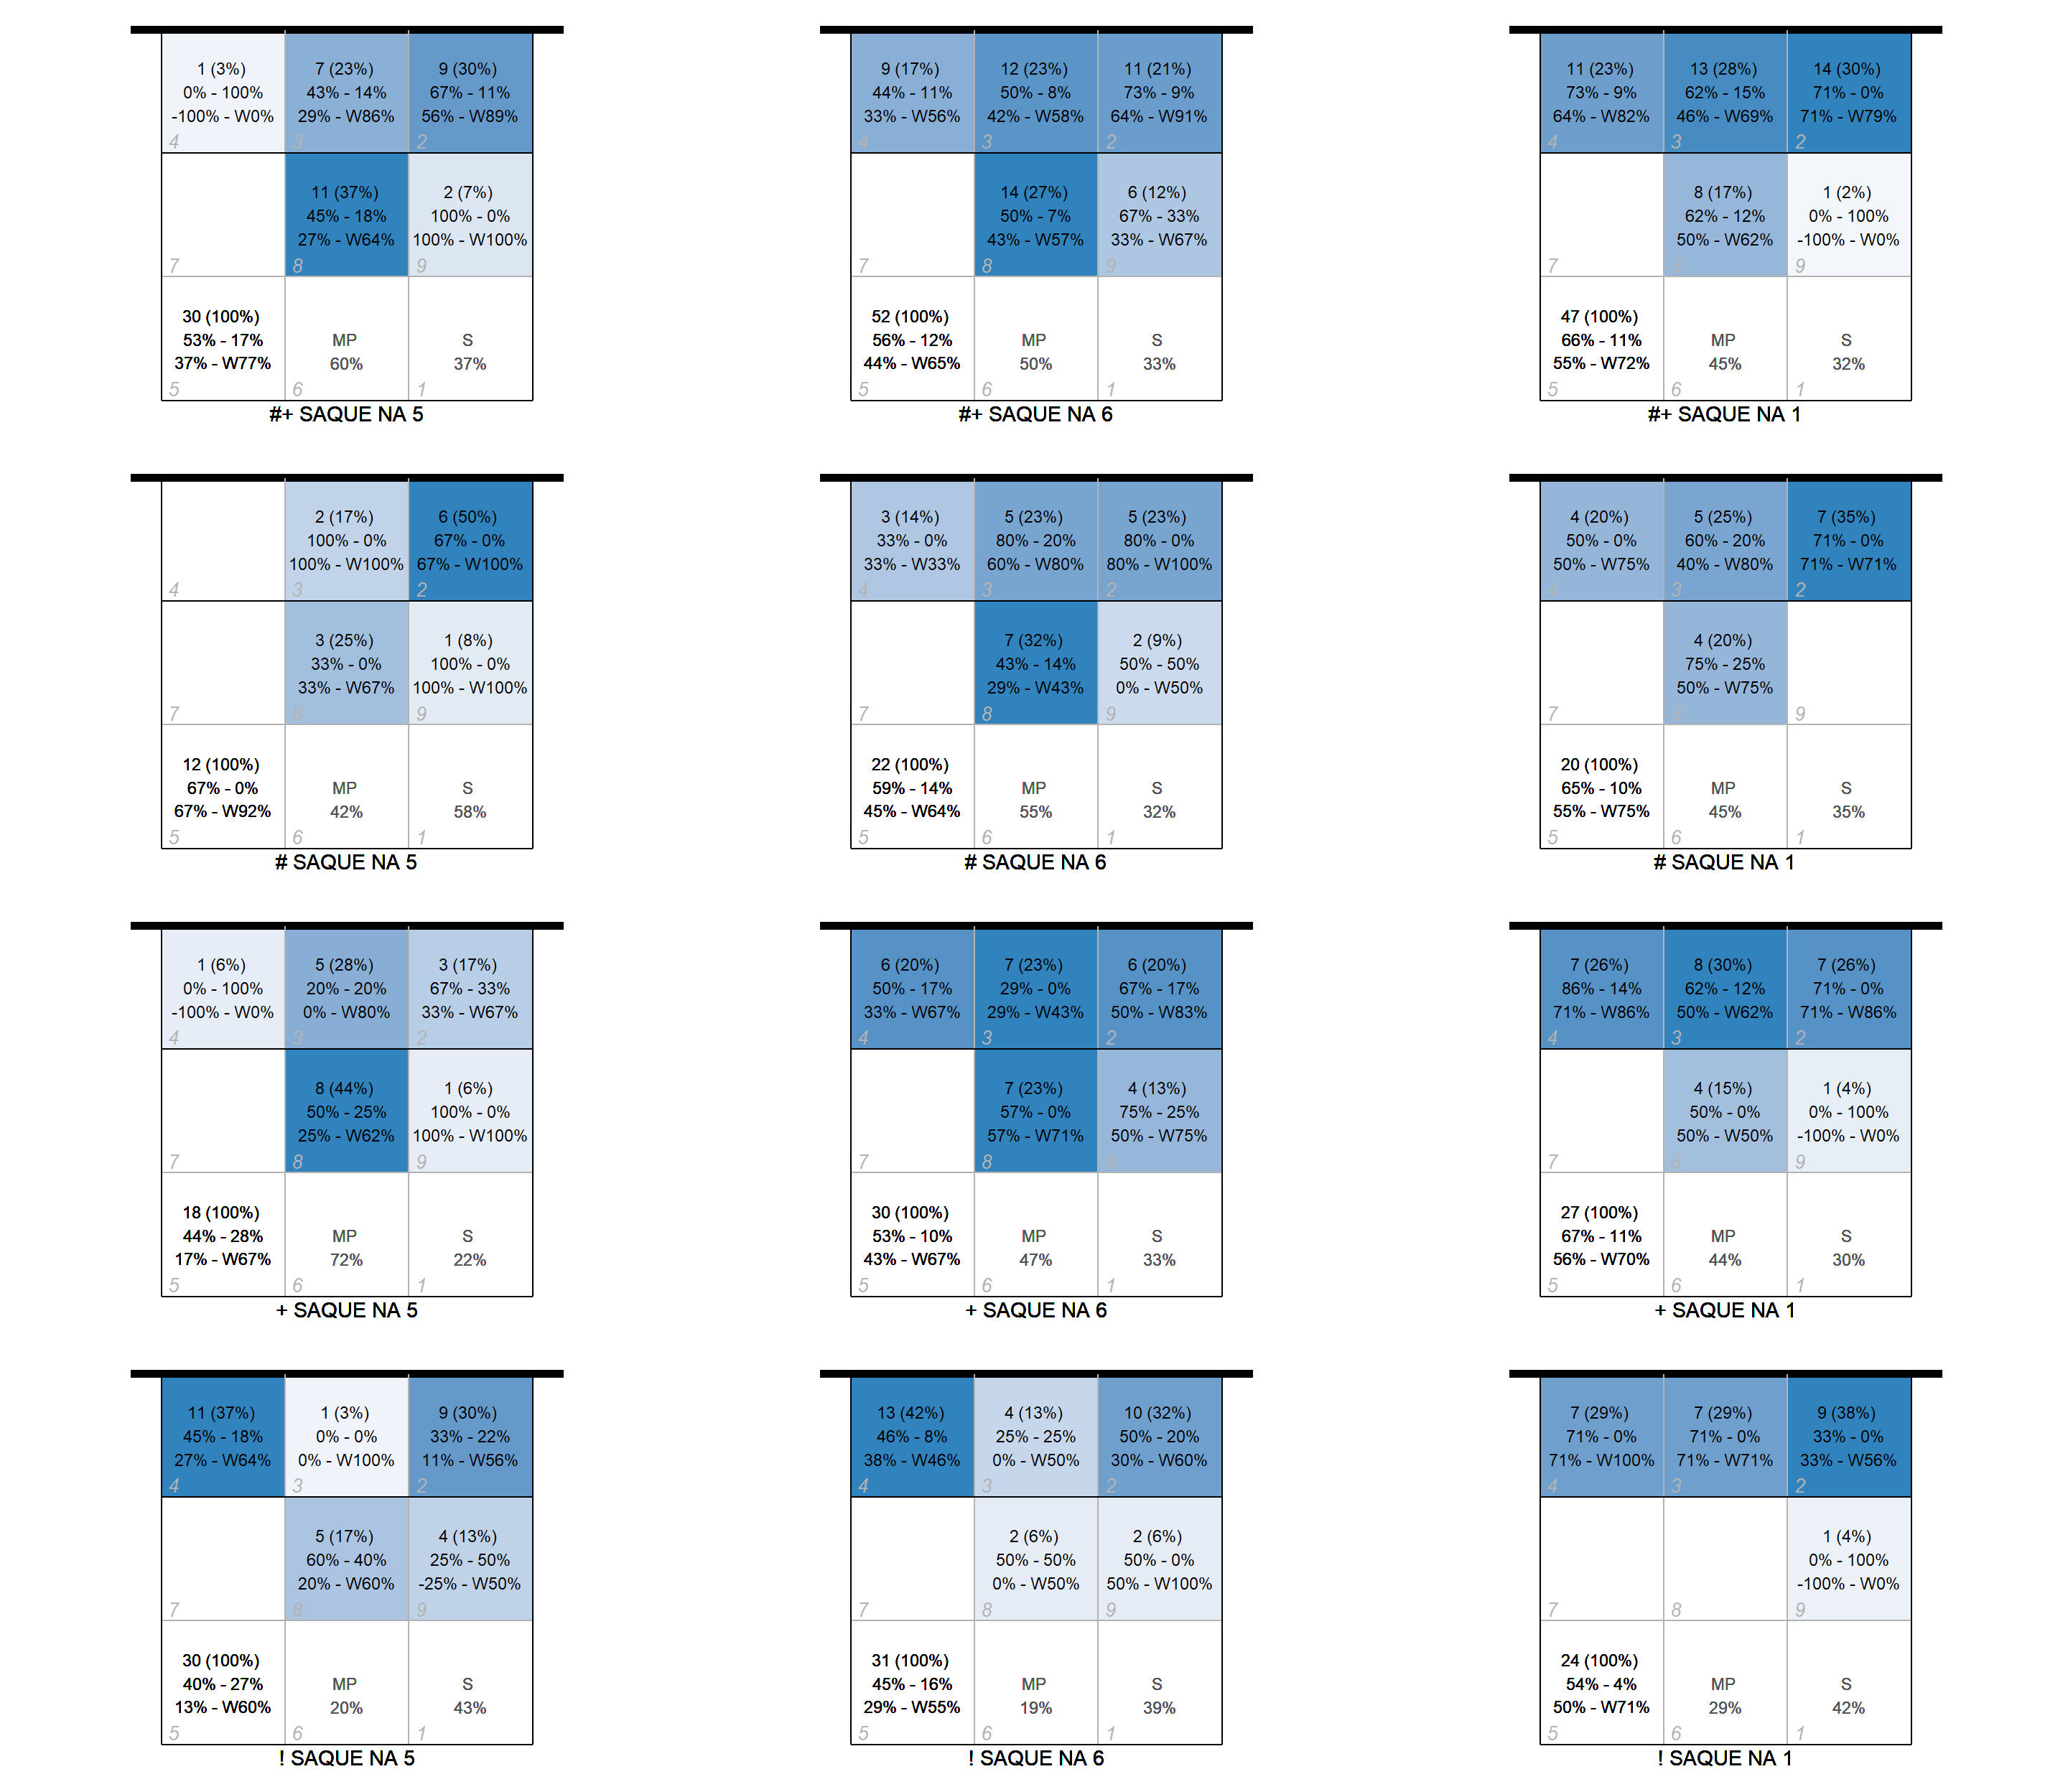 1 (3%)
0% - 100%
-100% - W0%
4
7 (23%)
43% - 14%
29% - W86%
3
9 (30%)
67% - 11%
56% - W89%
2
7
11 (37%)
45% - 18%
27% - W64%
8
2 (7%)
100% - 0%
100% - W100%
9
30 (100%)
53% - 17%
37% - W77%
5
MP
60%
6
S
37%
1
#+ SAQUE NA 5
9 (17%)
44% - 11%
33% - W56%
4
12 (23%)
50% - 8%
42% - W58%
3
11 (21%)
73% - 9%
64% - W91%
2
7
14 (27%)
50% - 7%
43% - W57%
8
6 (12%)
67% - 33%
33% - W67%
9
52 (100%)
56% - 12%
44% - W65%
5
MP
50%
6
S
33%
1
#+ SAQUE NA 6
11 (23%)
73% - 9%
64% - W82%
4
13 (28%)
62% - 15%
46% - W69%
3
14 (30%)
71% - 0%
71% - W79%
2
7
8 (17%)
62% - 12%
50% - W62%
8
1 (2%)
0% - 100%
-100% - W0%
9
47 (100%)
66% - 11%
55% - W72%
5
MP
45%
6
S
32%
1
#+ SAQUE NA 1
4
2 (17%)
100% - 0%
100% - W100%
3
6 (50%)
67% - 0%
67% - W100%
2
7
3 (25%)
33% - 0%
33% - W67%
8
1 (8%)
100% - 0%
100% - W100%
9
12 (100%)
67% - 0%
67% - W92%
5
MP
42%
6
S
58%
1
# SAQUE NA 5
3 (14%)
33% - 0%
33% - W33%
4
5 (23%)
80% - 20%
60% - W80%
3
5 (23%)
80% - 0%
80% - W100%
2
7
7 (32%)
43% - 14%
29% - W43%
8
2 (9%)
50% - 50%
0% - W50%
9
22 (100%)
59% - 14%
45% - W64%
5
MP
55%
6
S
32%
1
# SAQUE NA 6
4 (20%)
50% - 0%
50% - W75%
4
5 (25%)
60% - 20%
40% - W80%
3
7 (35%)
71% - 0%
71% - W71%
2
7
4 (20%)
75% - 25%
50% - W75%
8
9
20 (100%)
65% - 10%
55% - W75%
5
MP
45%
6
S
35%
1
# SAQUE NA 1
1 (6%)
0% - 100%
-100% - W0%
4
5 (28%)
20% - 20%
0% - W80%
3
3 (17%)
67% - 33%
33% - W67%
2
7
8 (44%)
50% - 25%
25% - W62%
8
1 (6%)
100% - 0%
100% - W100%
9
18 (100%)
44% - 28%
17% - W67%
5
MP
72%
6
S
22%
1
+ SAQUE NA 5
6 (20%)
50% - 17%
33% - W67%
4
7 (23%)
29% - 0%
29% - W43%
3
6 (20%)
67% - 17%
50% - W83%
2
7
7 (23%)
57% - 0%
57% - W71%
8
4 (13%)
75% - 25%
50% - W75%
9
30 (100%)
53% - 10%
43% - W67%
5
MP
47%
6
S
33%
1
+ SAQUE NA 6
7 (26%)
86% - 14%
71% - W86%
4
8 (30%)
62% - 12%
50% - W62%
3
7 (26%)
71% - 0%
71% - W86%
2
7
4 (15%)
50% - 0%
50% - W50%
8
1 (4%)
0% - 100%
-100% - W0%
9
27 (100%)
67% - 11%
56% - W70%
5
MP
44%
6
S
30%
1
+ SAQUE NA 1
11 (37%)
45% - 18%
27% - W64%
4
1 (3%)
0% - 0%
0% - W100%
3
9 (30%)
33% - 22%
11% - W56%
2
7
5 (17%)
60% - 40%
20% - W60%
8
4 (13%)
25% - 50%
-25% - W50%
9
30 (100%)
40% - 27%
13% - W60%
5
MP
20%
6
S
43%
1
! SAQUE NA 5
13 (42%)
46% - 8%
38% - W46%
4
4 (13%)
25% - 25%
0% - W50%
3
10 (32%)
50% - 20%
30% - W60%
2
7
2 (6%)
50% - 50%
0% - W50%
8
2 (6%)
50% - 0%
50% - W100%
9
31 (100%)
45% - 16%
29% - W55%
5
MP
19%
6
S
39%
1
! SAQUE NA 6
7 (29%)
71% - 0%
71% - W100%
4
7 (29%)
71% - 0%
71% - W71%
3
9 (38%)
33% - 0%
33% - W56%
2
7
8
1 (4%)
0% - 100%
-100% - W0%
9
24 (100%)
54% - 4%
50% - W71%
5
MP
29%
6
S
42%
1
! SAQUE NA 1